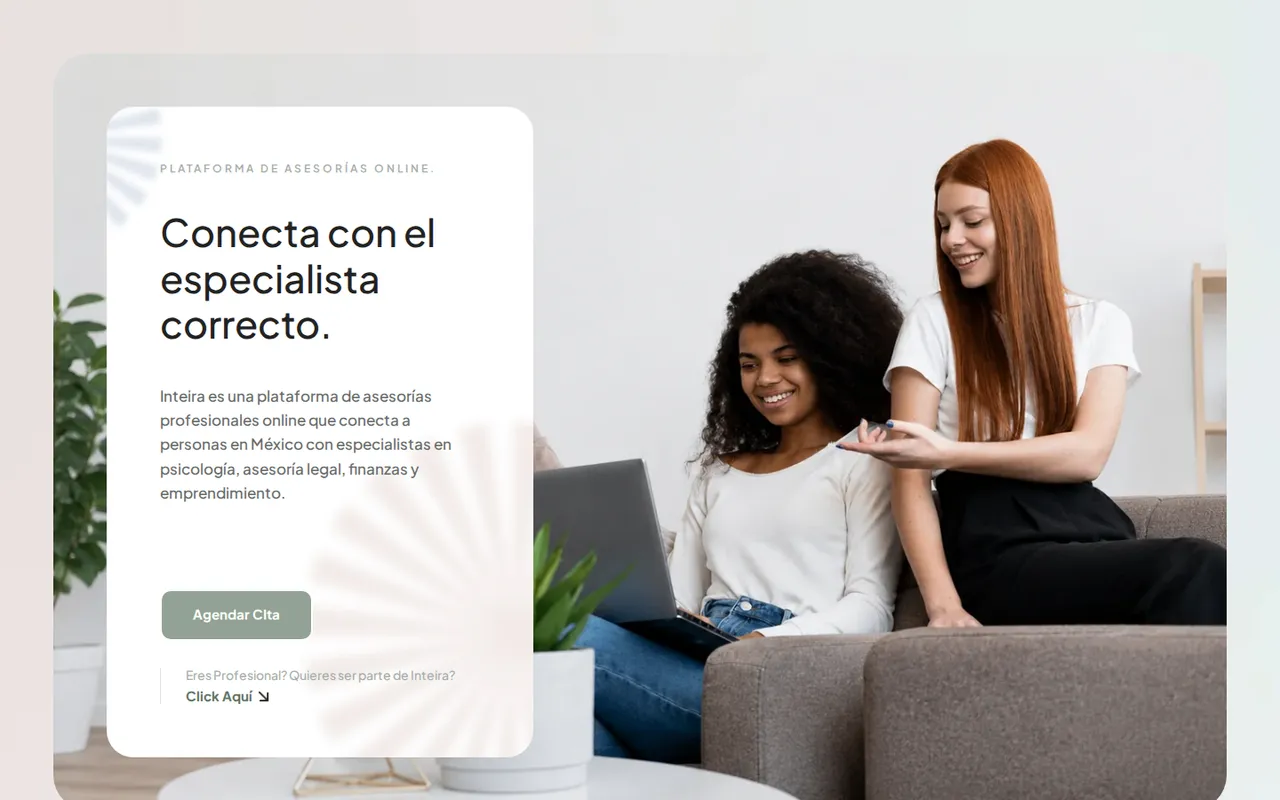 PLATAFORMA DE ASESORÍAS ONLINE.
Conecta con el
especialista
correcto.
Inteira es una plataforma de asesorías
profesionales online que conecta a
personas en México con especialistas en
psicología, asesoría legal, finanzas y
emprendimiento.
Agendar CIta
Eres Profesional? Quieres ser parte de Inteira?
Click Aquí